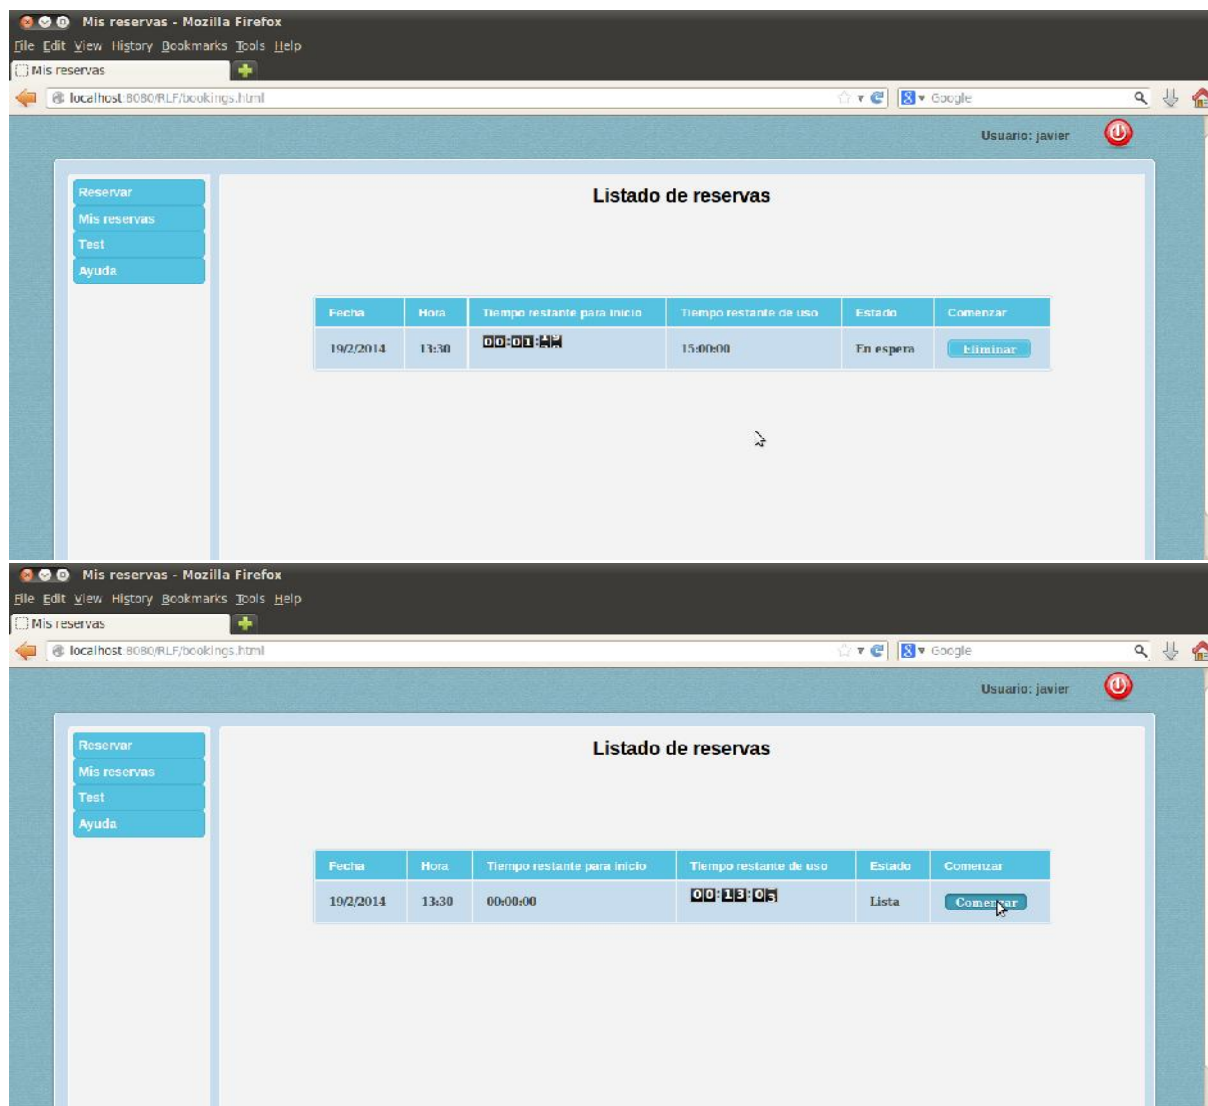 Mis reservas - Mozilla Firefox
File Edit View History Bookmarks Tools Help
Mis reservas
localhost:8080/RLF/bookings.html Google
Usuario: javier
Reservar
Mis reservas
Test
Ayuda
Listado de reservas
Fecha Hora Tiempo restante para inicio Tiempo restante de uso Estado Comenzar
19/2/2014 13:30 00:01: 15:00:00 En espera Eliminar
Mis reservas - Mozilla Firefox
File Edit View History Bookmarks Tools Help
Mis reservas
localhost:8080/RLF/bookings.html Google
Usuario: javier
Reservar
Mis reservas
Test
Ayuda
Listado de reservas
Fecha Hora Tiempo restante para inicio Tiempo restante de uso Estado Comenzar
19/2/2014 13:30 00:00:00 00:13:03 Lista Comenzar